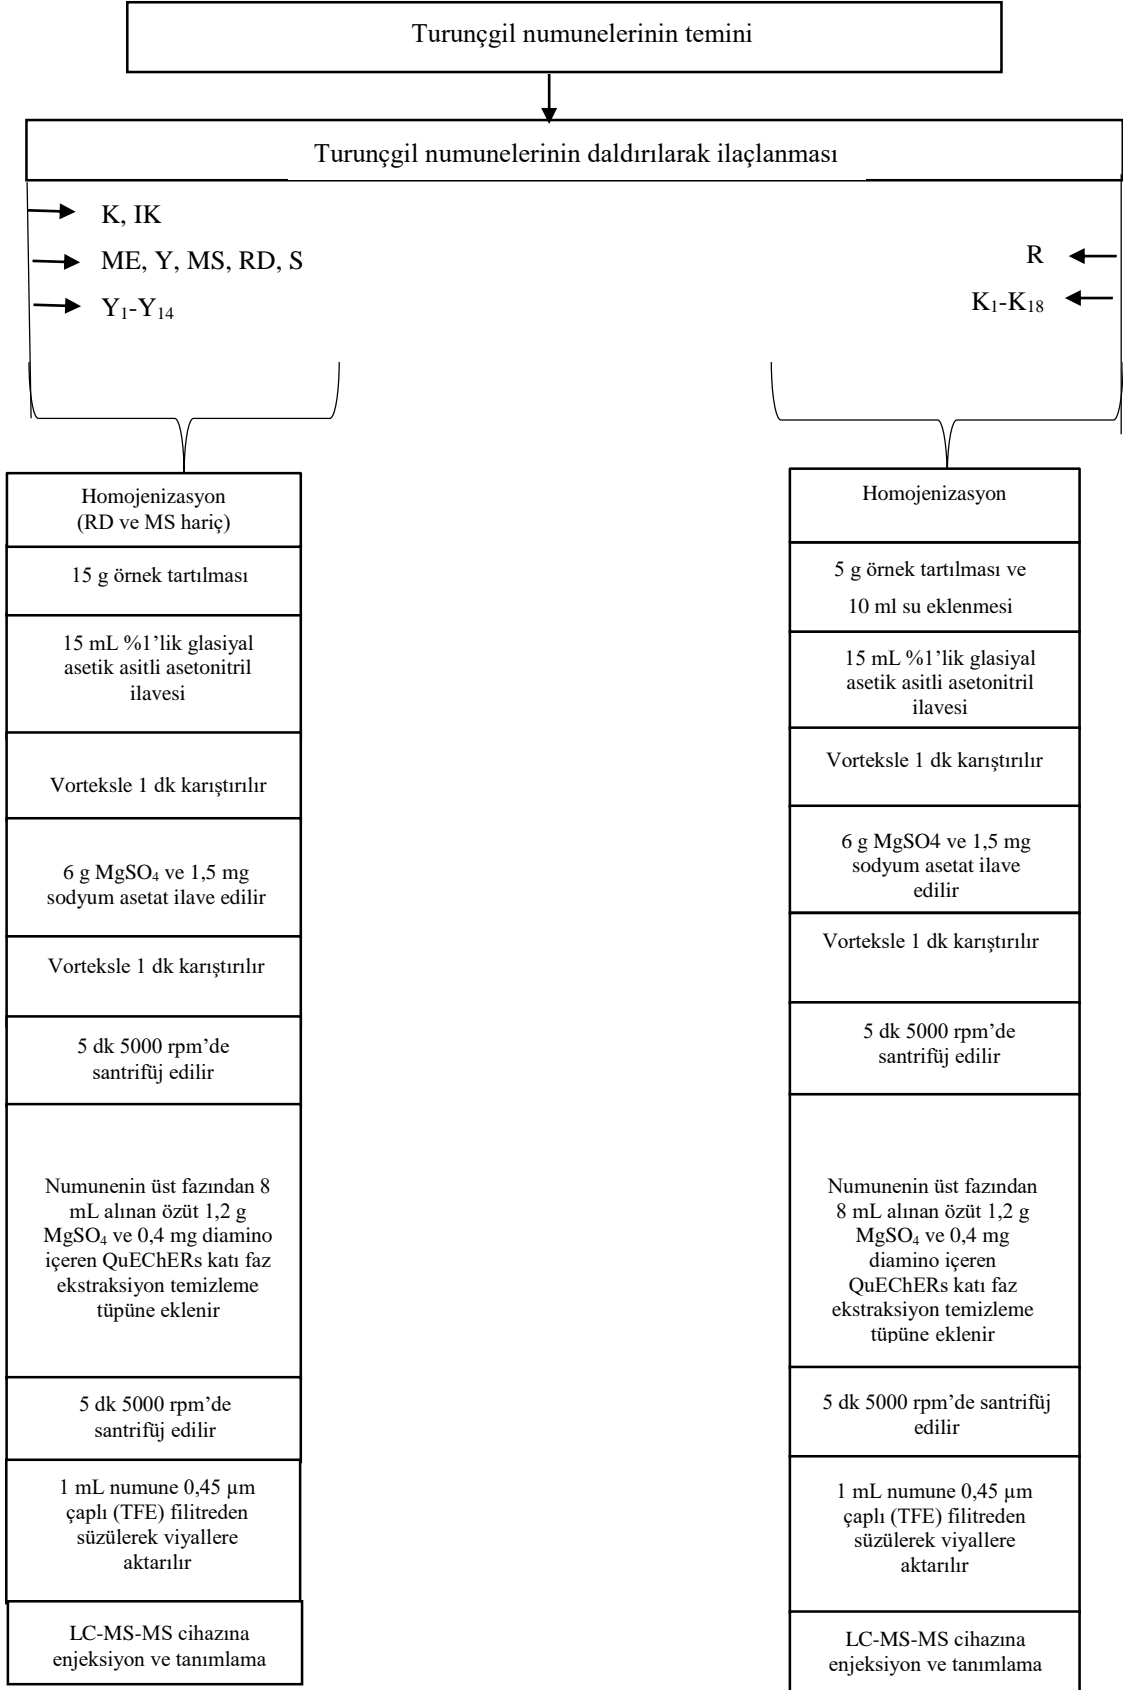 Turunçgil numunelerinin temini
Turunçgil numunelerinin daldırılarak ilaçlanması
K, IK
ME, Y, MS, RD, S
Y₁-Y₁₄
R
K₁-K₁₈
Homojenizasyon
(RD ve MS hariç)
15 g örnek tartılması
15 mL %1’lik glasiyal
asetik asitli asetonitril
ilavesi
Vorteksle 1 dk karıştırılır
6 g MgSO₄ ve 1,5 mg
sodyum asetat ilave edilir
Vorteksle 1 dk karıştırılır
5 dk 5000 rpm’de
santrifüj edilir
Numunenin üst fazından 8
mL alınan özüt 1,2 g
MgSO₄ ve 0,4 mg diamino
içeren QuEChERs katı faz
ekstraksiyon temizleme
tüpüne eklenir
5 dk 5000 rpm’de
santrifüj edilir
1 mL numune 0,45 µm
çaplı (TFE) filitreden
süzülerek viyallere
aktarılır
LC-MS-MS cihazına
enjeksiyon ve tanımlama
Homojenizasyon
5 g örnek tartılması ve
10 ml su eklenmesi
15 mL %1’lik glasiyal
asetik asitli asetonitril
ilavesi
Vorteksle 1 dk karıştırılır
6 g MgSO4 ve 1,5 mg
sodyum asetat ilave
edilir
Vorteksle 1 dk karıştırılır
5 dk 5000 rpm’de
santrifüj edilir
Numunenin üst fazından
8 mL alınan özüt 1,2 g
MgSO₄ ve 0,4 mg
diamino içeren
QuEChERs katı faz
ekstraksiyon temizleme
tüpüne eklenir
5 dk 5000 rpm’de santrifüj
edilir
1 mL numune 0,45 µm
çaplı (TFE) filitreden
süzülerek viyallere
aktarılır
LC-MS-MS cihazına
enjeksiyon ve tanımlama